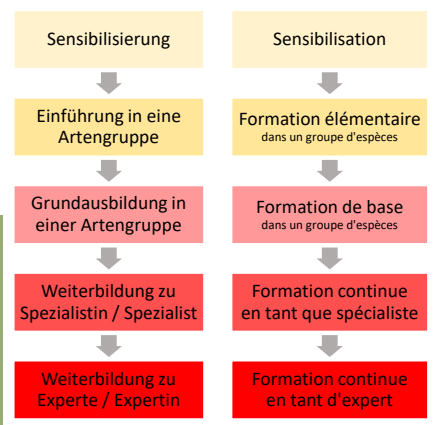 Sensibilisierung
Einführung in eine
Artengruppe
Grundausbildung in
einer Artengruppe
Weiterbildung zu
Spezialistin / Spezialist
Weiterbildung zu
Experte / Expertin
Sensibilisation
Formation élémentaire
dans un groupe d'espèces
Formation de base
dans un groupe d'espèces
Formation continue
en tant que spécialiste
Formation continue
en tant d'expert